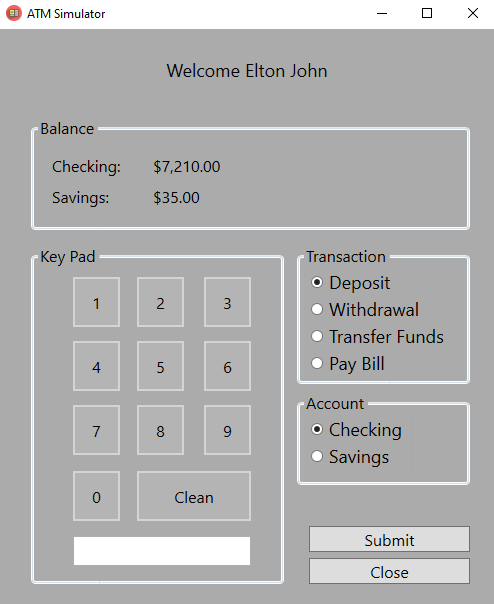 ATM Simulator
Welcome Elton John
Balance
Checking: $7,210.00
Savings: $35.00
Key Pad
1 2 3
4 5 6
7 8 9
0 Clean
Transaction
Deposit
Withdrawal
Transfer Funds
Pay Bill
Account
Checking
Savings
Submit
Close